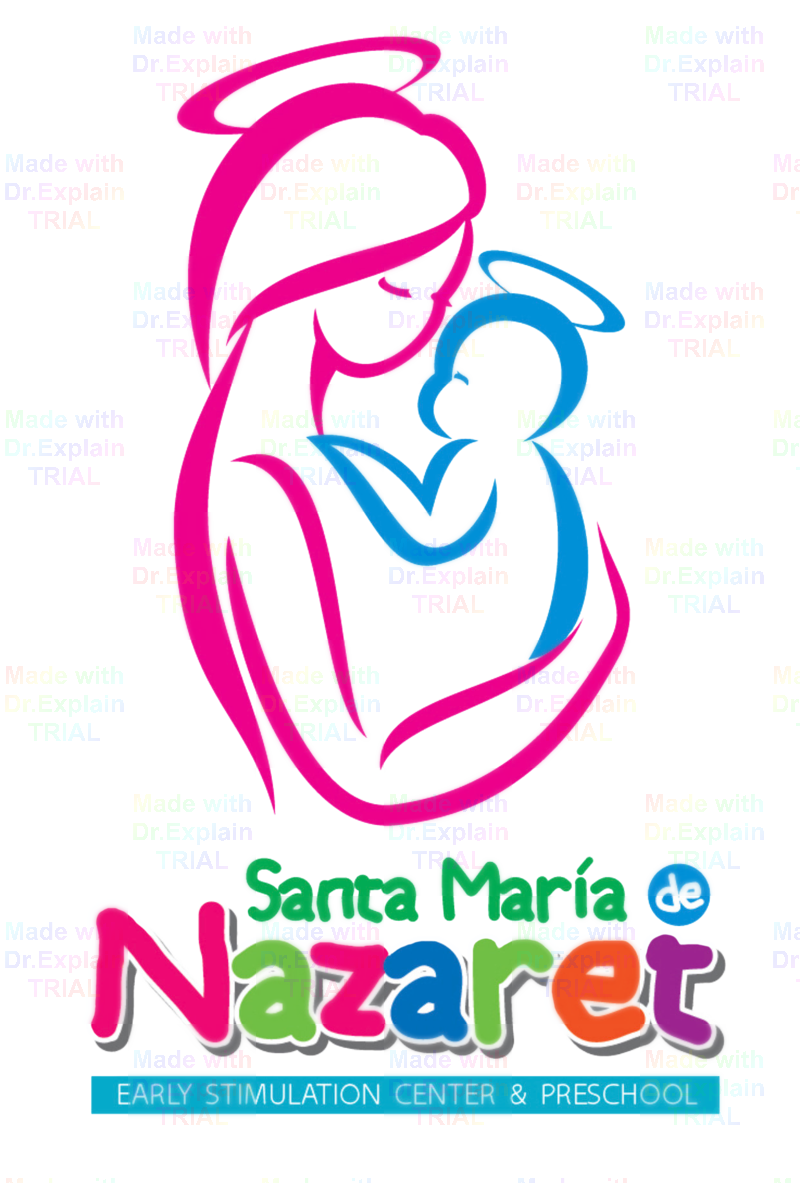 Made with
Dr.Explain
TRIAL
Santa María de
Nazaret
EARLY STIMULATION CENTER & PRESCHOOL